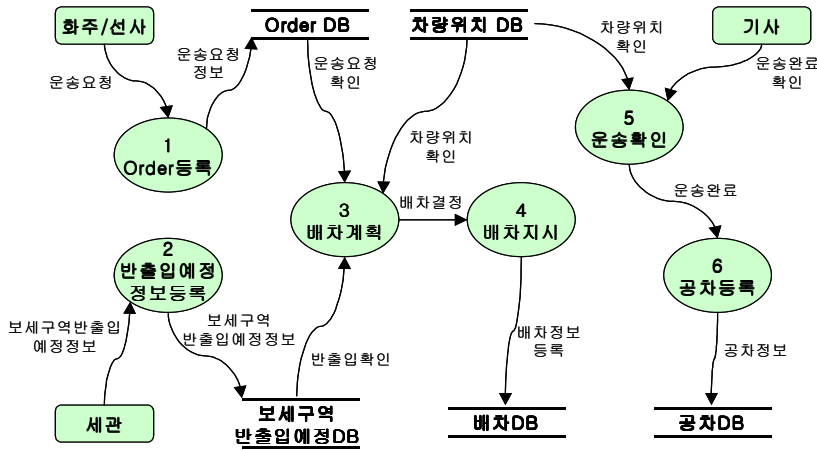 화주/선사
Order DB
차량위치 DB
기사
운송요청
운송요청
정보
운송요청
확인
차량위치
확인
차량위치
확인
운송완료
확인
1
Order등록
5
운송확인
3
배차계획
배차결정
4
배차지시
운송완료
2
반출입예정
정보등록
6
공차등록
보세구역반출입
예정정보
보세구역
반출입예정정보
반출입확인
배차정보
등록
공차정보
세관
보세구역
반출입예정DB
배차DB
공차DB